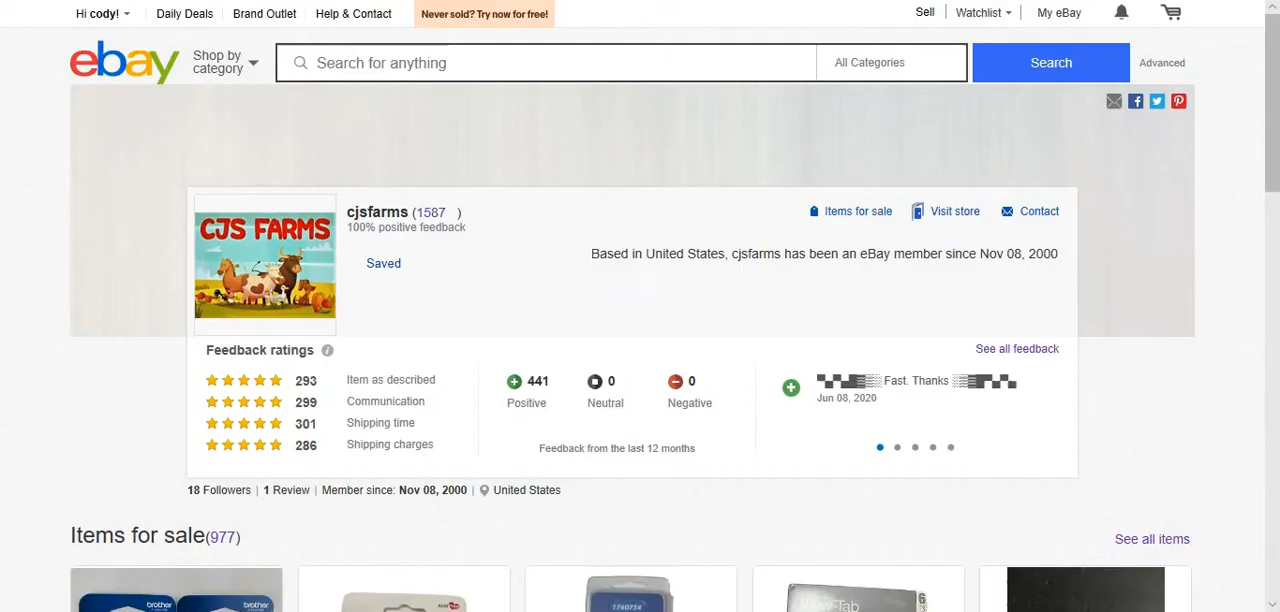 Hi cody!
Daily Deals
Brand Outlet
Help & Contact
Never sold? Try now for free!
Sell
Watchlist
My eBay
ebay
Shop by
category
Search for anything
All Categories
Search
Advanced
CJS FARMS
cjsfarms (1587 )
100% positive feedback
Saved
Items for sale
Visit store
Contact
Based in United States, cjsfarms has been an eBay member since Nov 08, 2000
Feedback ratings
See all feedback
293 Item as described
299 Communication
301 Shipping time
286 Shipping charges
441
Positive
0
Neutral
0
Negative
Feedback from the last 12 months
Fast. Thanks
Jun 08, 2020
18 Followers | 1 Review | Member since: Nov 08, 2000 | United States
Items for sale(977)
See all items
brother
brother
1760754